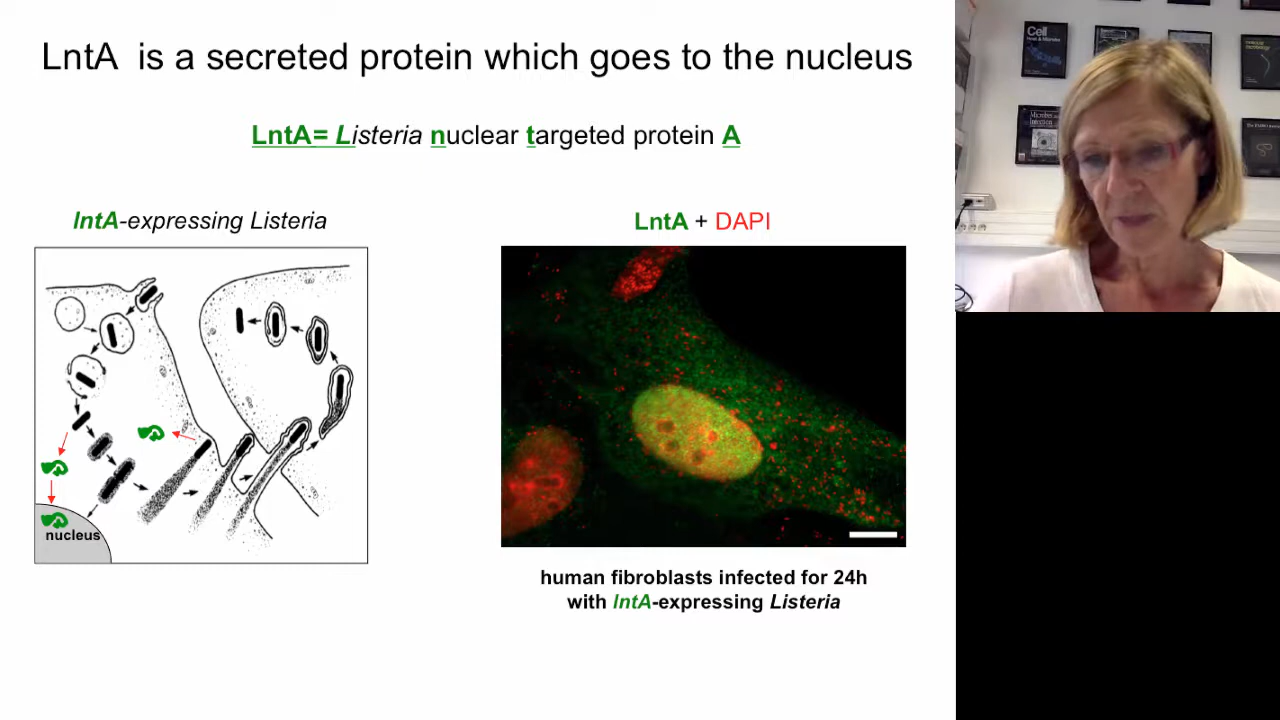 LntA is a secreted protein which goes to the nucleus
LntA= Listeria nuclear targeted protein A
lntA-expressing Listeria
LntA + DAPI
nucleus
human fibroblasts infected for 24h
with lntA-expressing Listeria
Cell